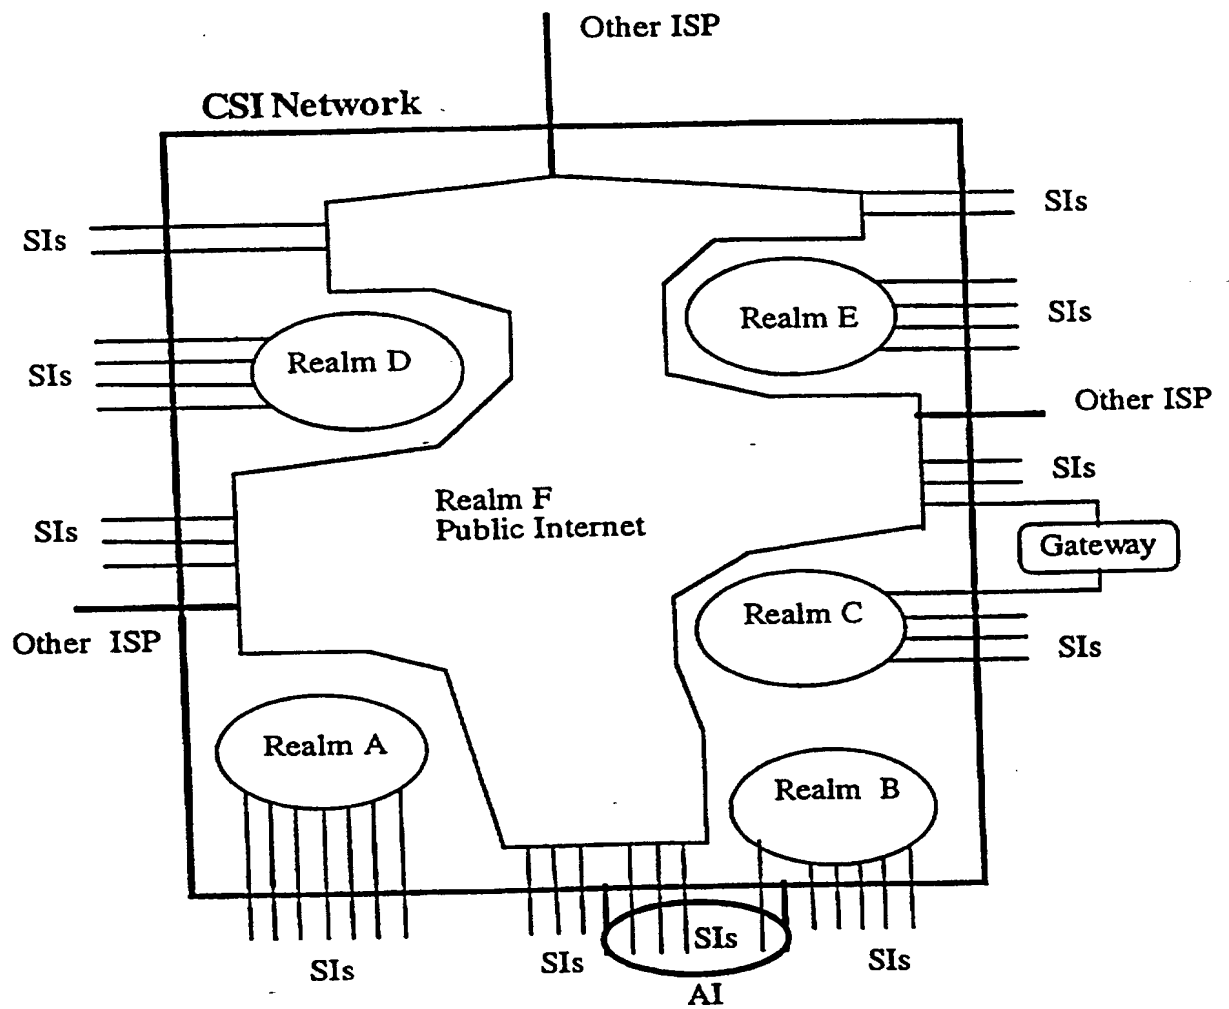 Other ISP
CSI Network
SIs
SIs
Realm E
SIs
Realm D
SIs
Other ISP
SIs
Realm F
Public Internet
SIs
Gateway
Realm C
Other ISP
SIs
Realm A
Realm B
SIs
SIs
SIs
SIs
AI